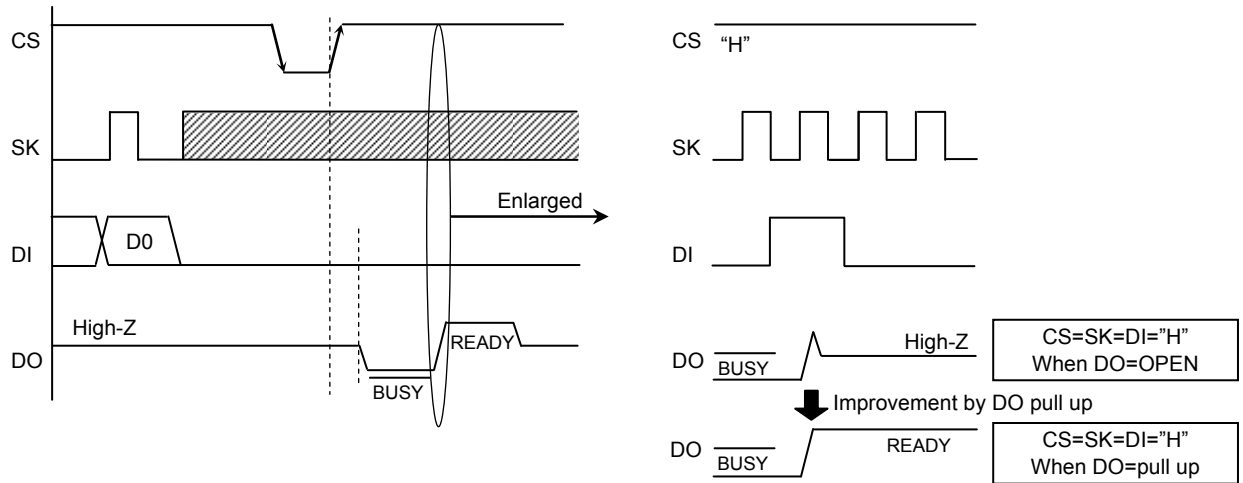 CS
SK
DI
D0
Enlarged
DO
High-Z
BUSY
READY
CS
“H”
SK
DI
DO
BUSY
High-Z
CS=SK=DI=”H”
When DO=OPEN
Improvement by DO pull up
DO
BUSY
READY
CS=SK=DI=”H”
When DO=pull up